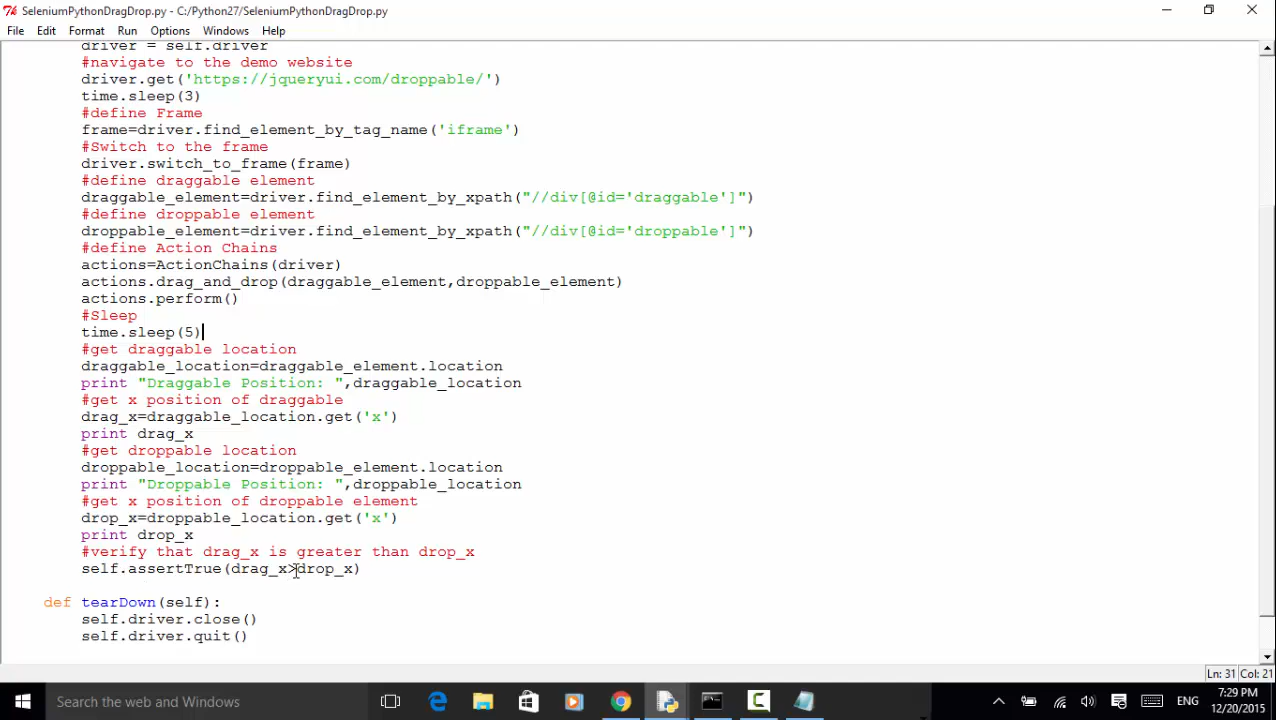 SeleniumPythonDragDrop.py - C:/Python27/SeleniumPythonDragDrop.py
File Edit Format Run Options Windows Help
driver = self.driver
#navigate to the demo website
driver.get('https://jqueryui.com/droppable/')
time.sleep(3)
#define Frame
frame=driver.find_element_by_tag_name('iframe')
#Switch to the frame
driver.switch_to_frame(frame)
#define draggable element
draggable_element=driver.find_element_by_xpath("//div[@id='draggable']")
#define droppable element
droppable_element=driver.find_element_by_xpath("//div[@id='droppable']")
#define Action Chains
actions=ActionChains(driver)
actions.drag_and_drop(draggable_element,droppable_element)
actions.perform()
#Sleep
time.sleep(5)
#get draggable location
draggable_location=draggable_element.location
print "Draggable Position: ",draggable_location
#get x position of draggable
drag_x=draggable_location.get('x')
print drag_x
#get droppable location
droppable_location=droppable_element.location
print "Droppable Position: ",droppable_location
#get x position of droppable element
drop_x=droppable_location.get('x')
print drop_x
#verify that drag_x is greater than drop_x
self.assertTrue(drag_x>drop_x)
def tearDown(self):
self.driver.close()
self.driver.quit()
Ln: 31 Col: 21
Search the web and Windows
ENG
7:29 PM
12/20/2015